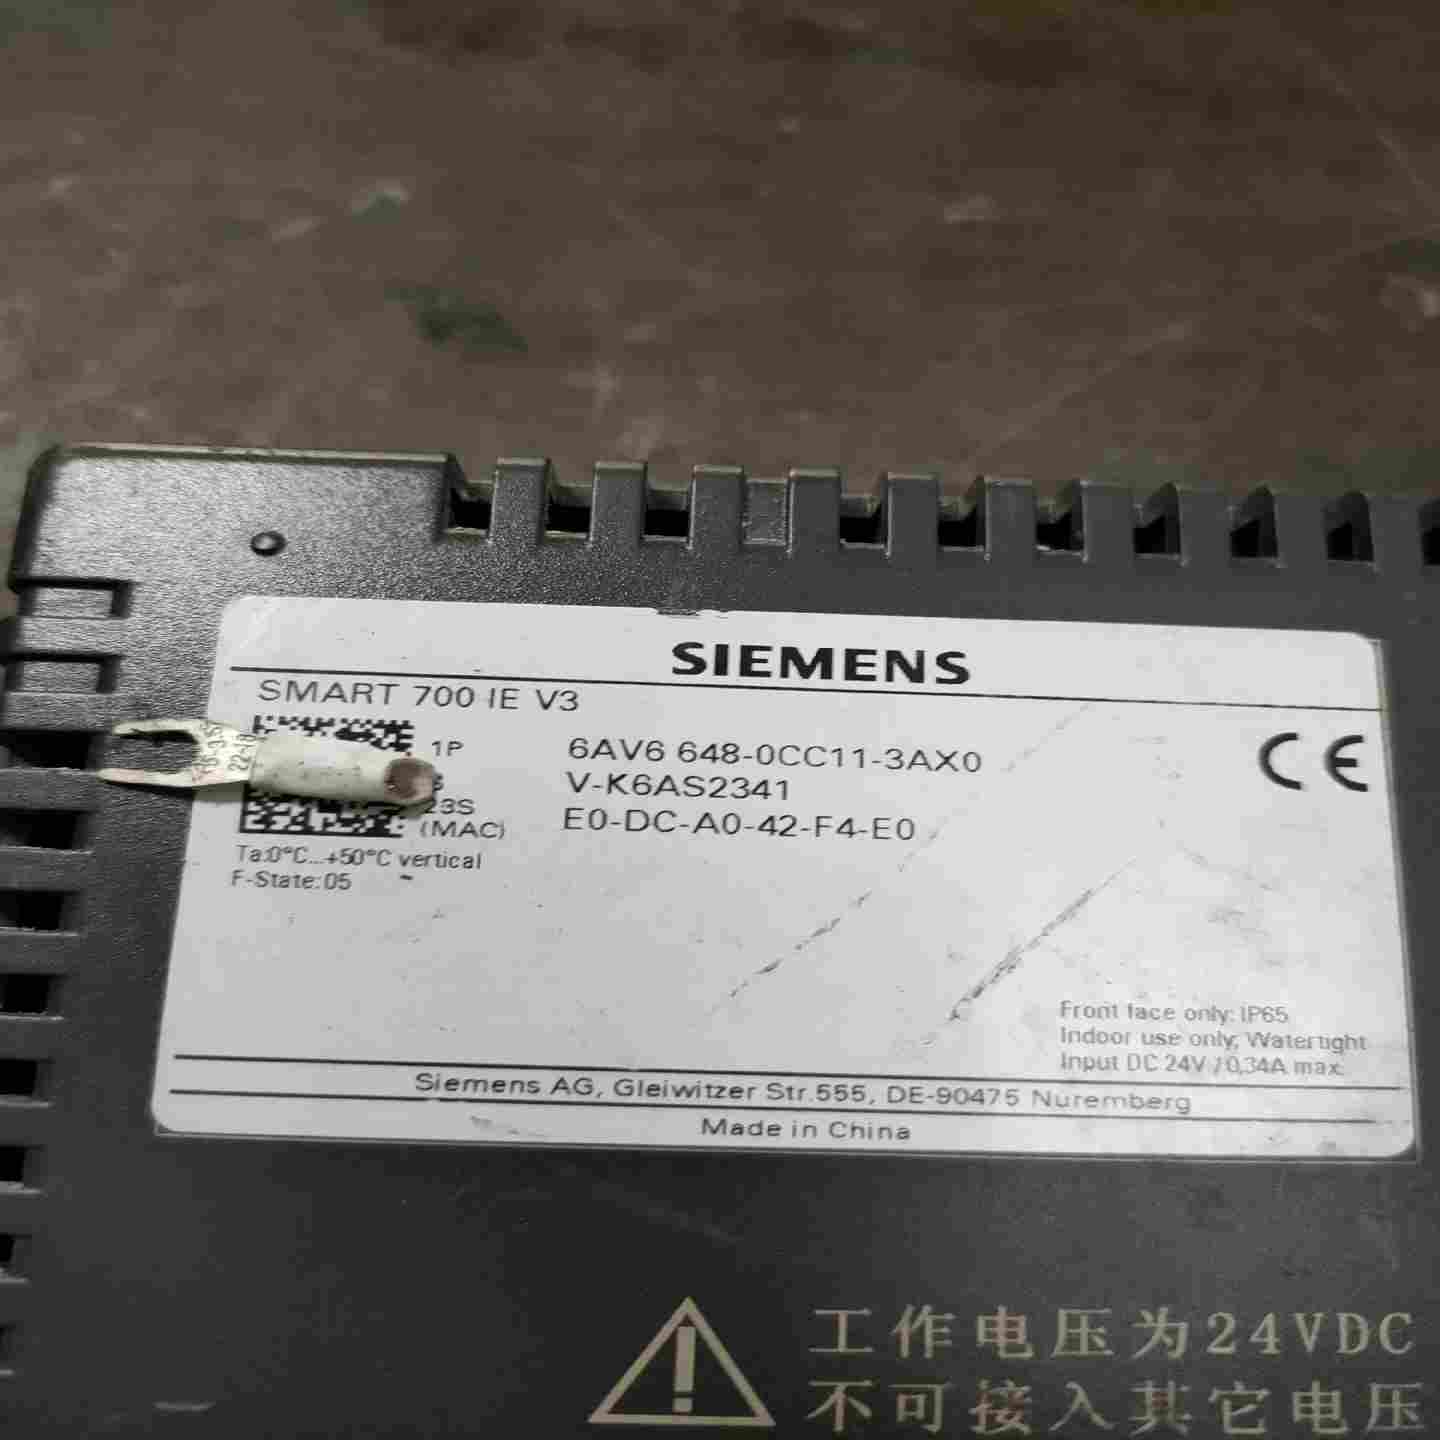 SIEMENS
SMART 700 IE V3
1P 6AV6 648-0CC11-3AX0
V-K6AS2341
23S
(MAC) E0-DC-A0-42-F4-E0
Ta:0°C...+50°C vertical
F-State:05
CE
22-18
Front face only: IP65
Indoor use only, Watertight
Input DC 24V / 0,34A max.
Siemens AG, Gleiwitzer Str.555, DE-90475 Nuremberg
Made in China
工作电压为24VDC
不可接入其它电压